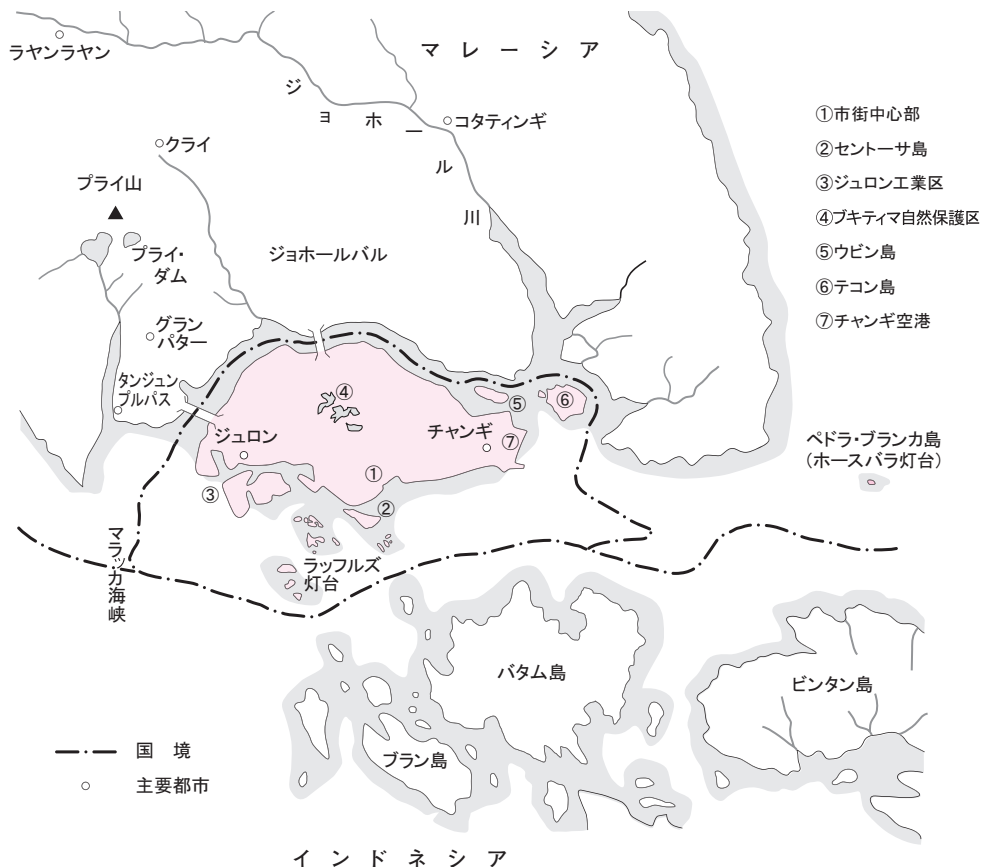 ラヤンラヤン
マレーシア
ジョホール川
コタティンギ
クライ
プライ山
プライ・
ダム
ジョホールバル
グラン
パター
タンジュン
プルパス
ジュロン
チャンギ
④
⑤
⑥
⑦
①
③
②
①市街中心部
②セントーサ島
③ジュロン工業区
④ブキティマ自然保護区
⑤ウビン島
⑥テコン島
⑦チャンギ空港
ペドラ・ブランカ島
(ホースバラ灯台)
マラッカ海峡
ラッフルズ
灯台
バタム島
ビンタン島
ブラン島
国境
主要都市
インドネシア